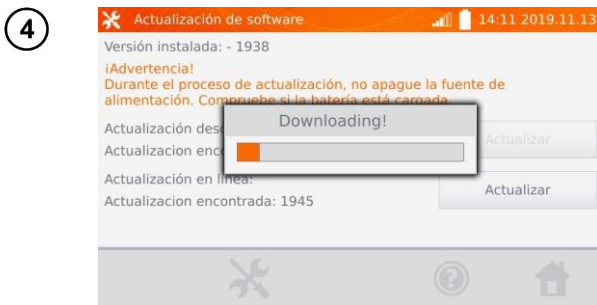 4
Actualización de software
14:11 2019.11.13
Versión instalada: - 1938
¡Advertencia!
Durante el proceso de actualización, no apague la fuente de
alimentación. Compruebe si la batería está cargada
Downloading!
Actualización des
Actualizar
Actualizacion enco
Actualización en línea:
Actualizar
Actualizacion encontrada: 1945